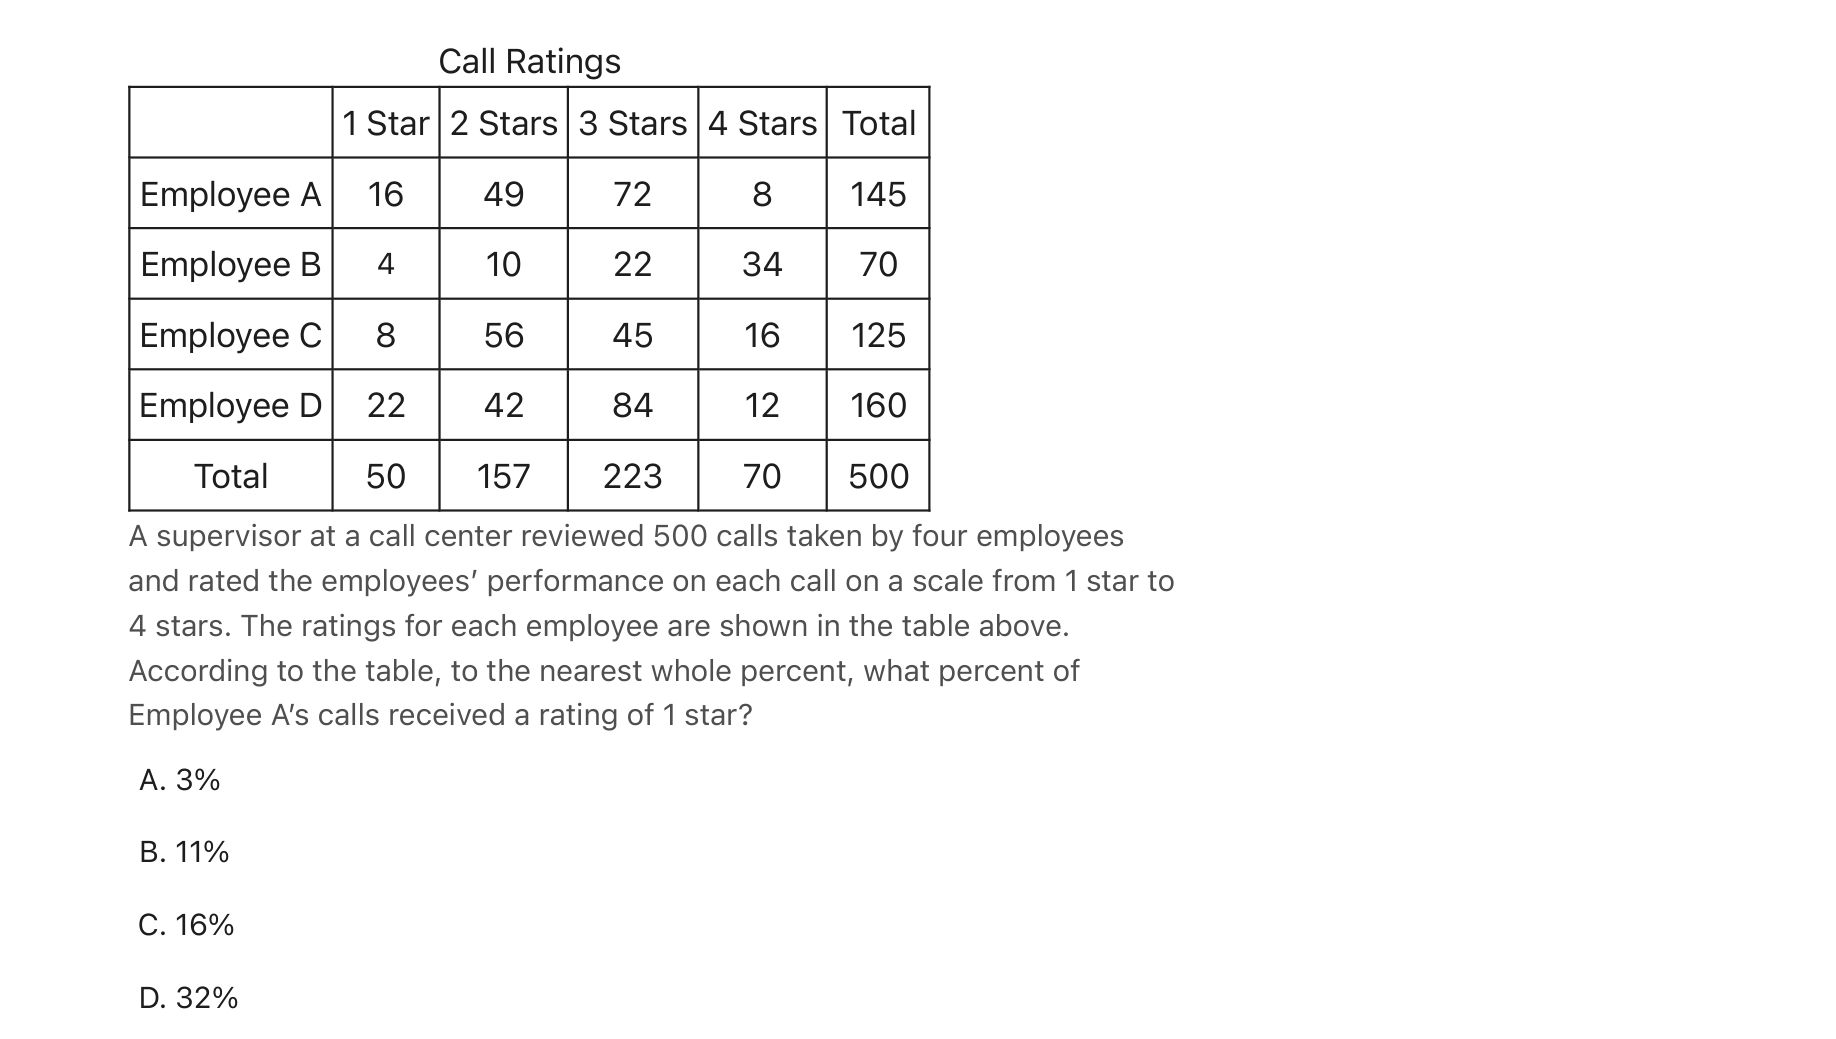 Call Ratings
1 Star 2 Stars 3 Stars 4 Stars Total
Employee A 16 49 72 8 145
Employee B 4 10 22 34 70
Employee C 8 56 45 16 125
Employee D 22 42 84 12 160
Total 50 157 223 70 500
A supervisor at a call center reviewed 500 calls taken by four employees
and rated the employees’ performance on each call on a scale from 1 star to
4 stars. The ratings for each employee are shown in the table above.
According to the table, to the nearest whole percent, what percent of
Employee A’s calls received a rating of 1 star?
A. 3%
B. 11%
C. 16%
D. 32%